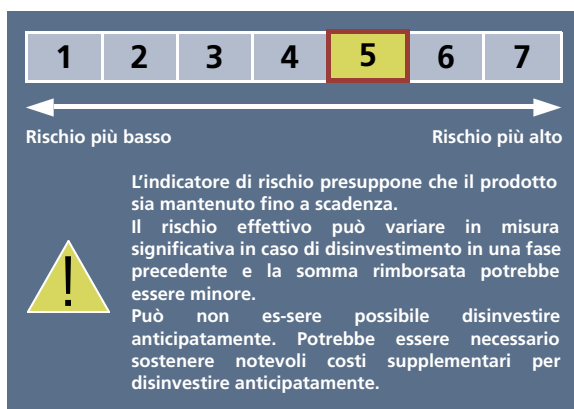 1 2 3 4 5 6 7
Rischio più basso Rischio più alto
L'indicatore di rischio presuppone che il prodotto
sia mantenuto fino a scadenza.
Il rischio effettivo può variare in misura
significativa in caso di disinvestimento in una fase
precedente e la somma rimborsata potrebbe
essere minore.
!
Può non es-sere possibile disinvestire
anticipatamente. Potrebbe essere necessario
sostenere notevoli costi supplementari per
disinvestire anticipatamente.